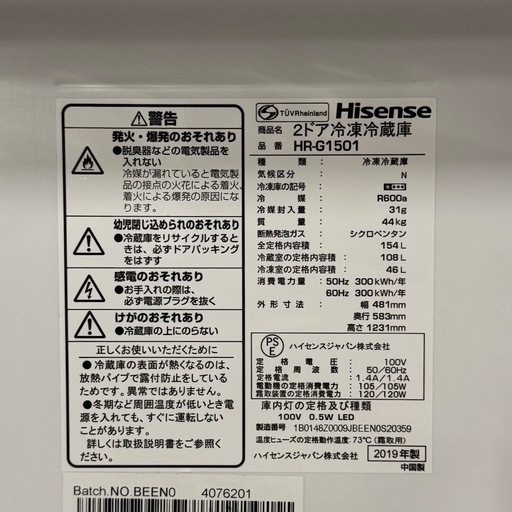 警告
発火・爆発のおそれあり
●脱臭器などの電気製品を入れない。
冷媒が漏れていると電気製品の接点の火花による着火、着火による発火・爆発の原因になります。
幼児閉じ込められのおそれあり
●冷蔵庫をリサイクルするときは、必ずドアパッキングをはずす
感電のおそれあり
●お手入れの際は、必ず電源プラグを抜く
けがのおそれあり
●冷蔵庫の上にのらない
正しくお使いいただくために
●冷蔵庫の表面が熱くなるのは、
放熱パイプで露付防止をしている
ためです。異常ではありません。
●冬期など周囲温度が低いとき電
源を入れても、しばらく運転しない
ことがあります。
詳しくは取扱説明書をご覧ください。
Batch.NO BEEN0 4076201
TÜVRheinland Hisense
商品名 2ドア冷凍冷蔵庫
品番 HR-G1501
種類：冷凍冷蔵庫
気候区分：N
冷凍庫の記号：
冷媒：R600a
冷媒封入量：31g
質量：44kg
断熱発泡ガス：シクロペンタン
全定格内容積：154L
冷蔵室の定格内容積：108L
冷凍室の定格内容積：46L
消費電力量：50Hz 300kWh/年
60Hz 300kWh/年
外形寸法：幅 481mm
奥行 583mm
高さ 1231mm
PSE ハイセンスジャパン株式会社
定格電圧：100V
定格周波数：50/60Hz
定格電流：1.4A/1.4A
電動機の定格消費電力：105/105W
霜取装置の定格消費電力：120/120W
庫内灯の定格及び種類
100V 0.5W LED
製造番号：1B0148Z0009JBEEN0S20359
温度ヒューズの定格動作温度：73℃(霜取用)
ハイセンスジャパン株式会社
2019年製
中国製